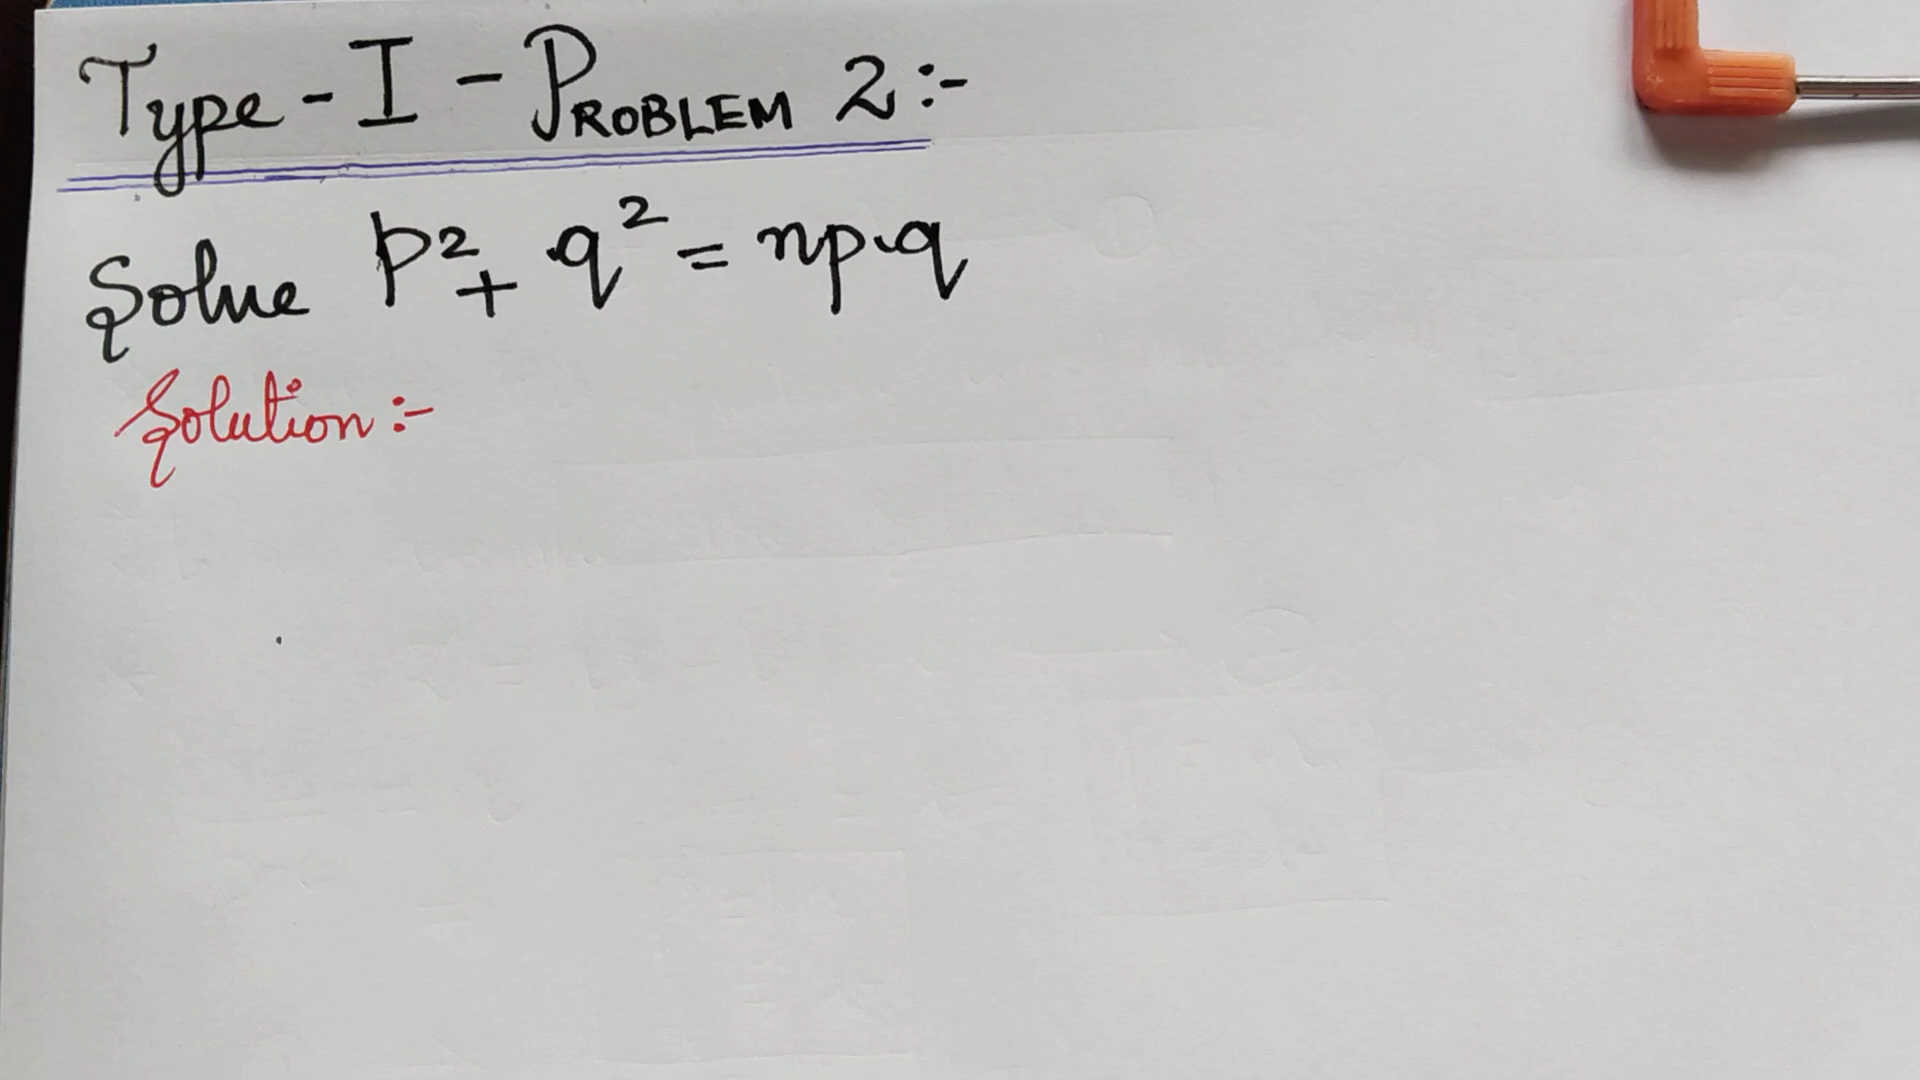 Type - I - PROBLEM 2:-
Solve p² + q² = npq
Solution:-